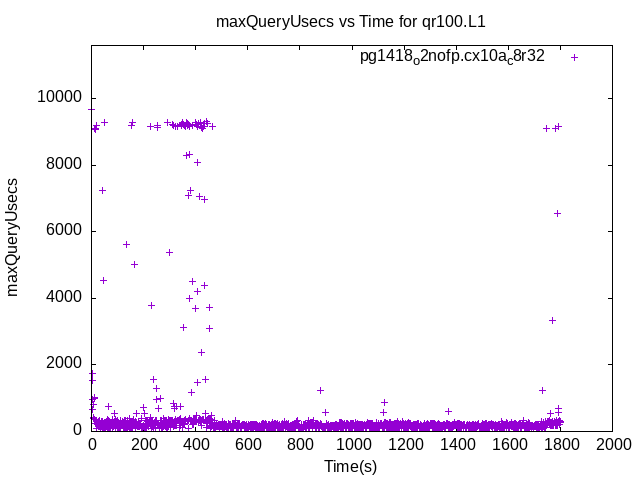 maxQueryUsecs vs Time for qr100.L1
pg1418o2nofp.cx10ac8r32
maxQueryUsecs
10000
8000
6000
4000
2000
0
0 200 400 600 800 1000 1200 1400 1600 1800 2000
Time(s)